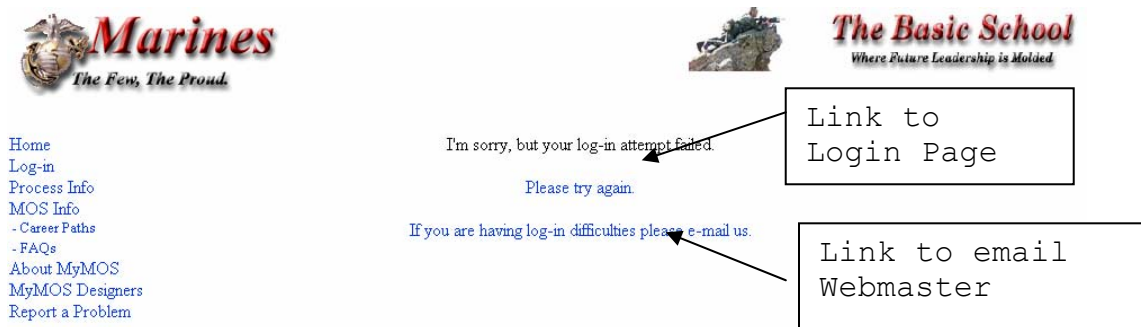 Marines
The Few, The Proud.
The Basic School
Where Future Leadership is Molded
Home
Log-in
Process Info
MOS Info
- Career Paths
- FAQs
About MyMOS
MyMOS Designers
Report a Problem
I'm sorry, but your log-in attempt failed.
Please try again.
If you are having log-in difficulties please e-mail us.
Link to
Login Page
Link to email
Webmaster